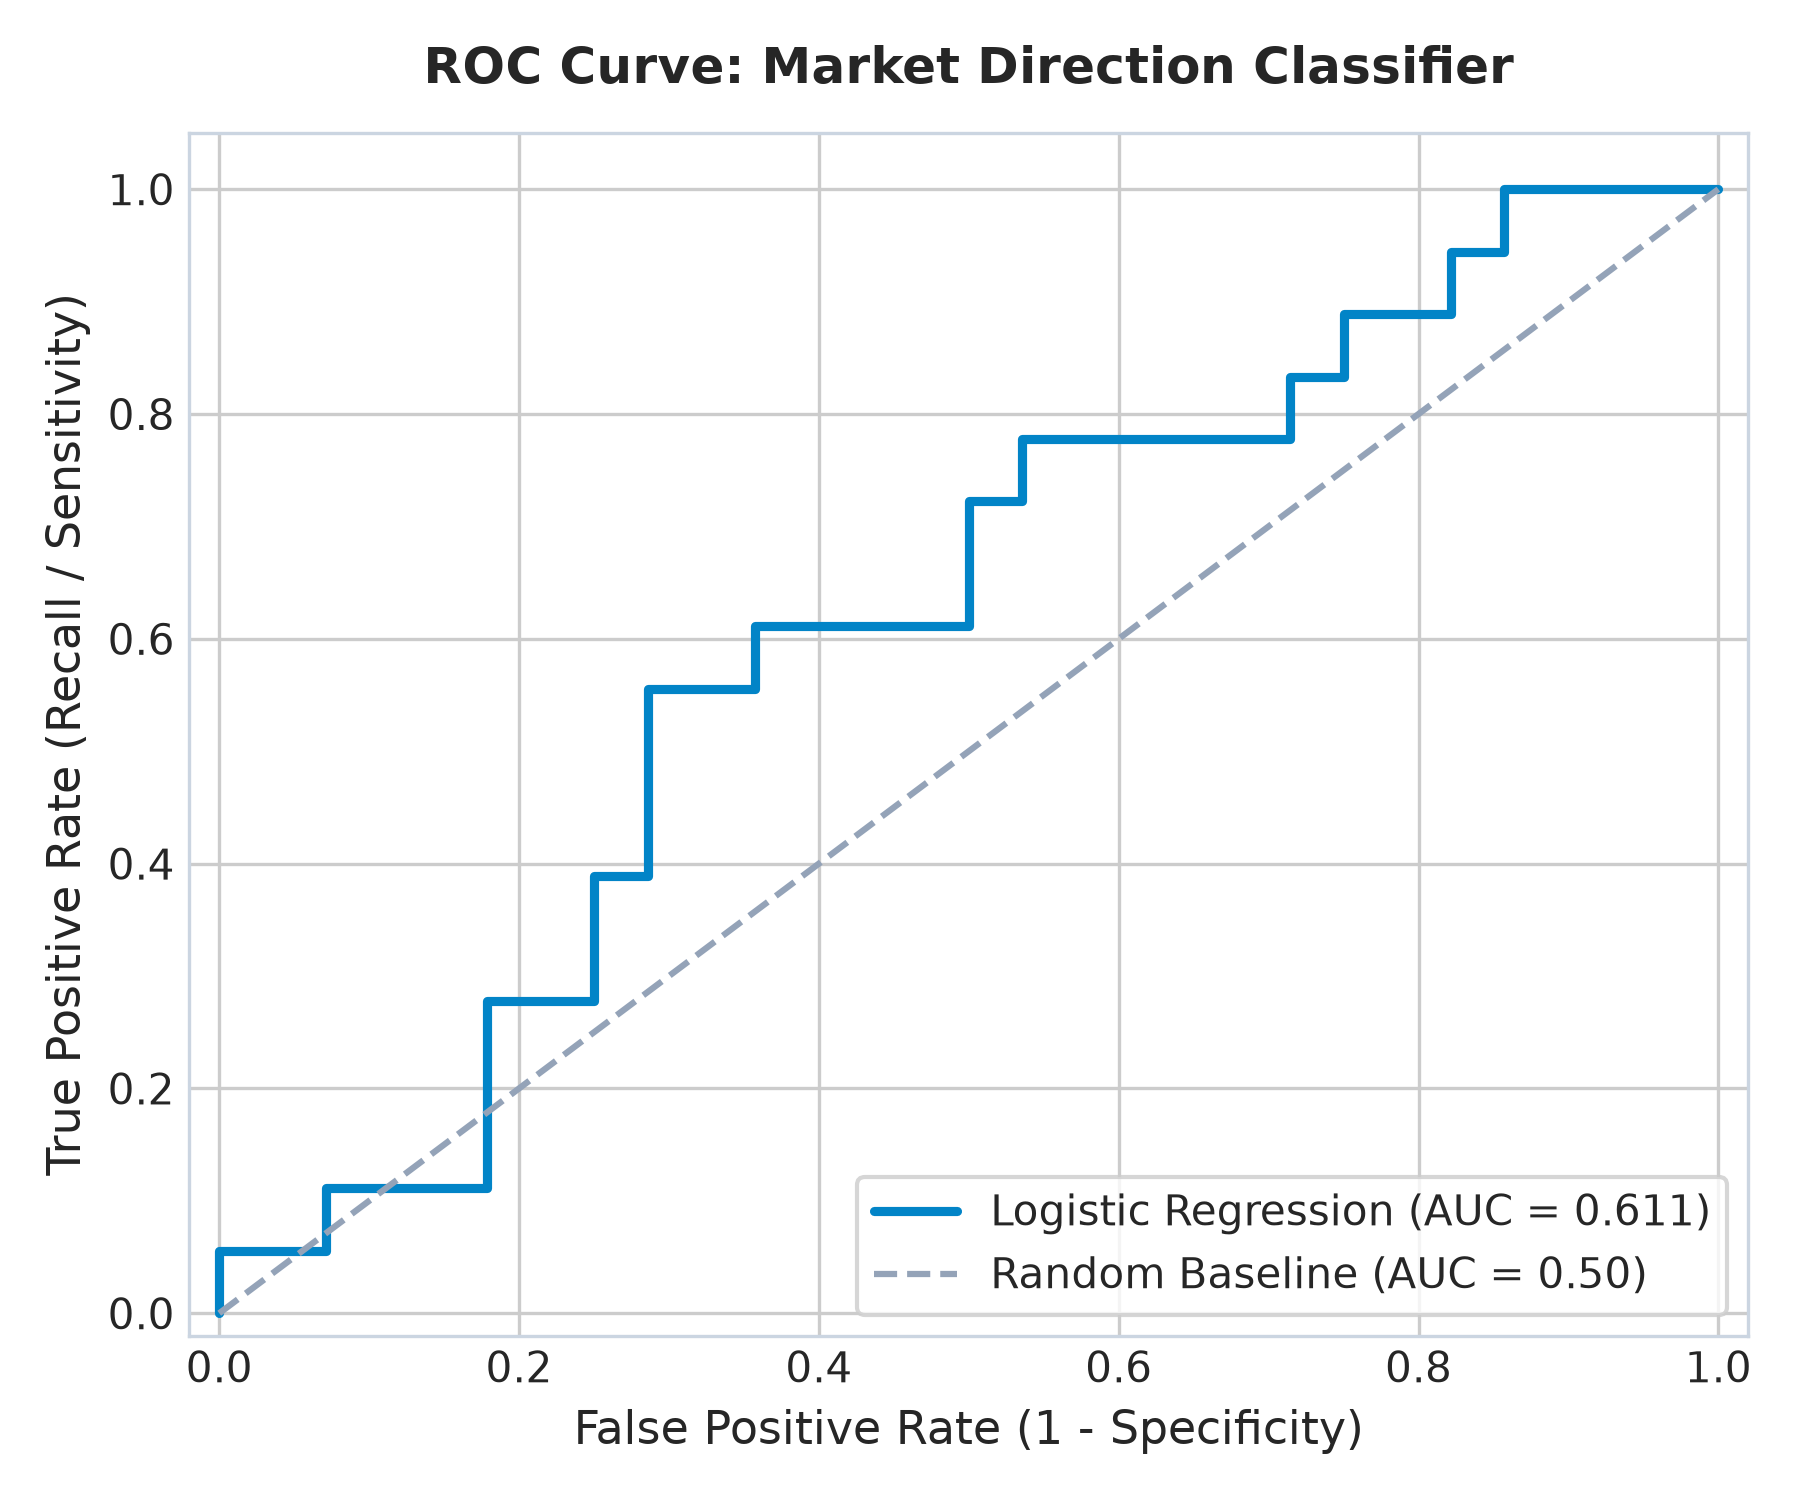 ROC Curve: Market Direction Classifier
True Positive Rate (Recall / Sensitivity)
1.0
0.8
0.6
0.4
0.2
0.0
Logistic Regression (AUC = 0.611)
Random Baseline (AUC = 0.50)
0.0 0.2 0.4 0.6 0.8 1.0
False Positive Rate (1 - Specificity)